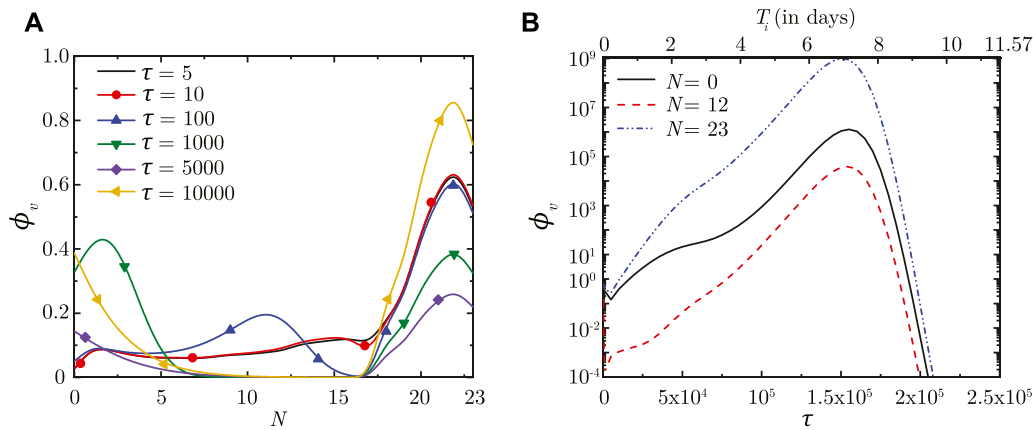 A
1.0
0.8
0.6
0.4
0.2
0
ϕv
τ = 5
τ = 10
τ = 100
τ = 1000
τ = 5000
τ = 10000
0 5 10 15 20 23
N
B
Ti (in days)
0 2 4 6 8 10 11.57
10^9
10^7
10^5
10^3
10^1
10^0
10^-2
10^-4
ϕv
N= 0
N= 12
N= 23
0 5x10^4 10^5 1.5x10^5 2x10^5 2.5x10^5
τ